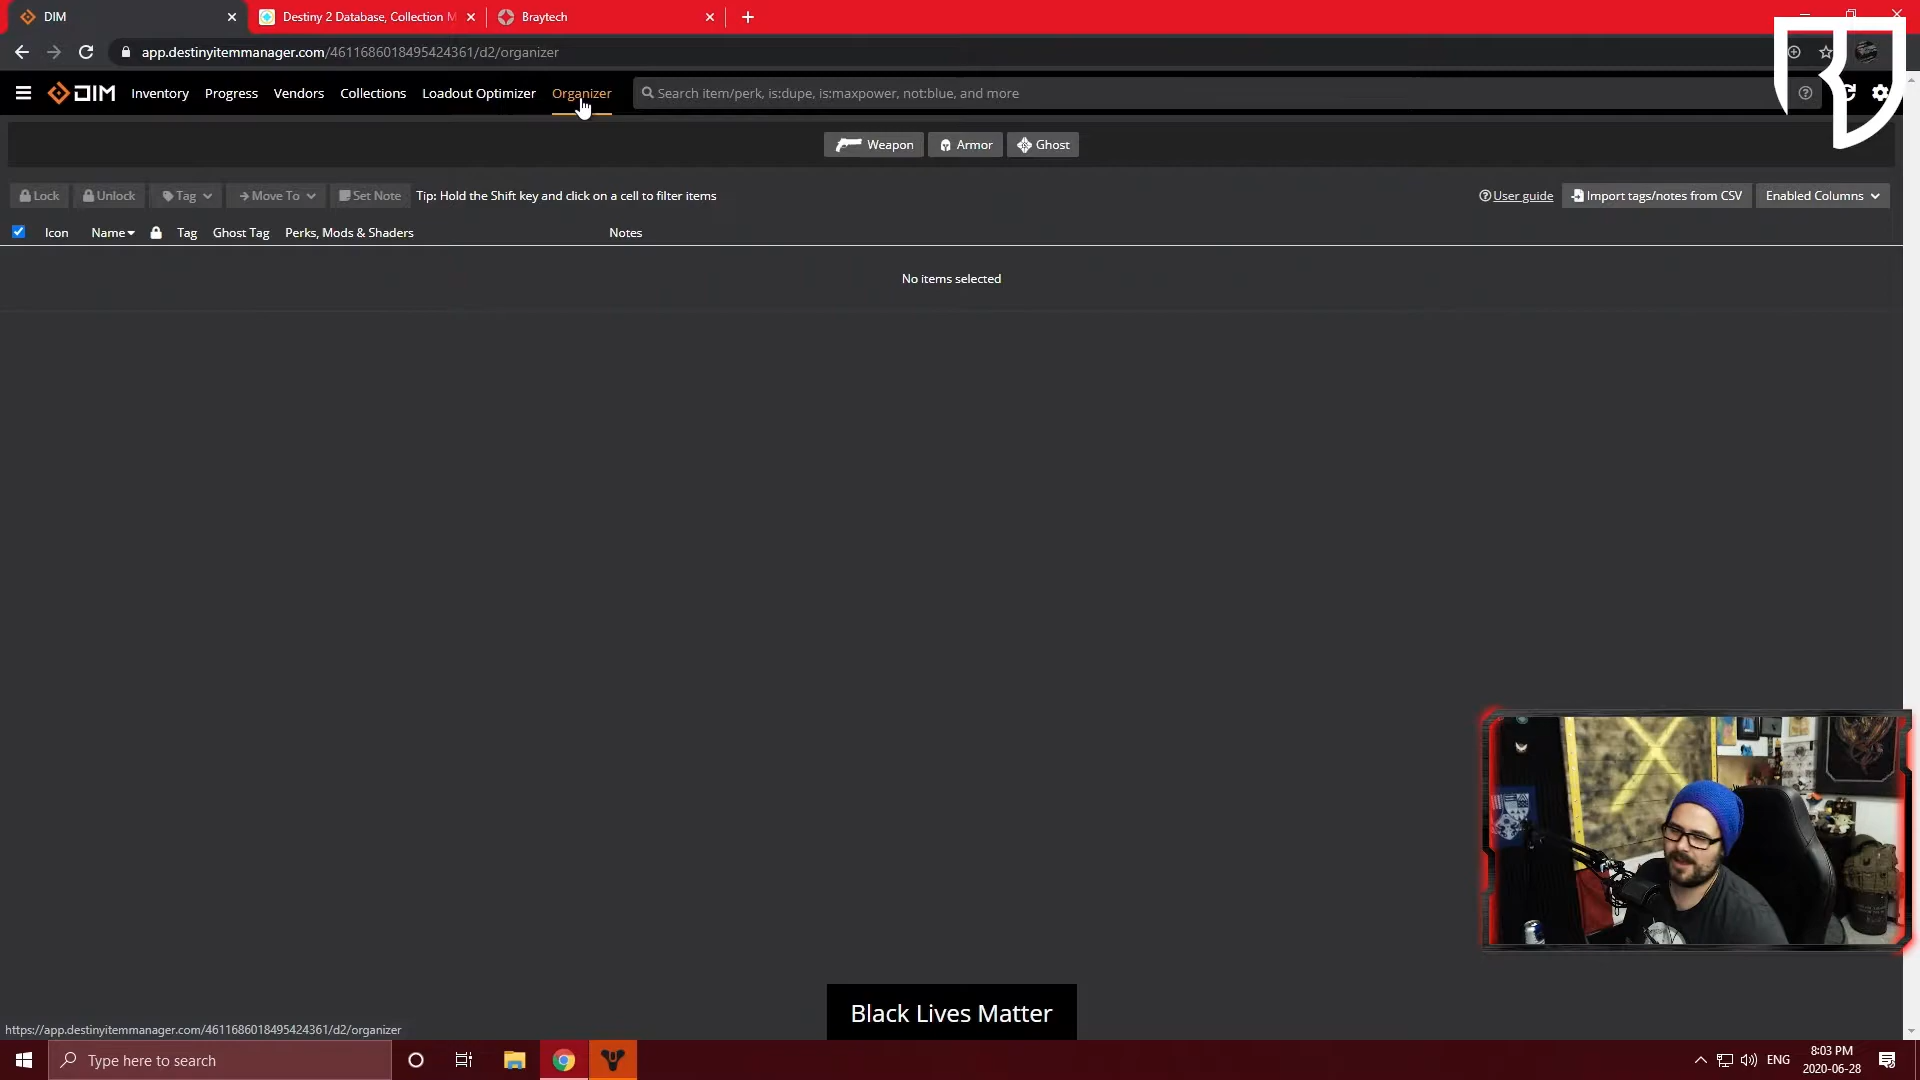 DIM
Destiny 2 Database, Collection M
Braytech
app.destinyitemmanager.com/4611686018495424361/d2/organizer
DIM
Inventory
Progress
Vendors
Collections
Loadout Optimizer
Organizer
Search item/perk, is:dupe, is:maxpower, not:blue, and more
Weapon
Armor
Ghost
Lock
Unlock
Tag
Move To
Set Note
Tip: Hold the Shift key and click on a cell to filter items
User guide
Import tags/notes from CSV
Enabled Columns
Icon
Name
Tag
Ghost Tag
Perks, Mods & Shaders
Notes
No items selected
Black Lives Matter
https://app.destinyitemmanager.com/4611686018495424361/d2/organizer
Type here to search
ENG
8:03 PM
2020-06-28